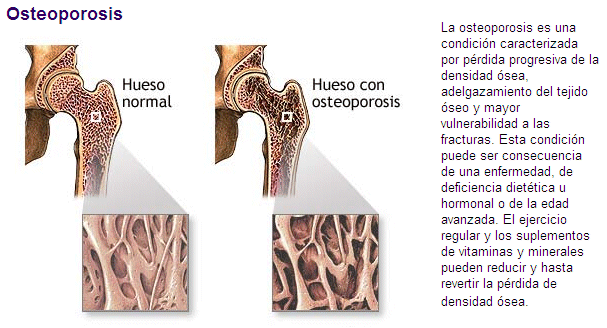 Osteoporosis
Hueso
normal
Hueso con
osteoporosis
La osteoporosis es una
condición caracterizada
por pérdida progresiva de la
densidad ósea,
adelgazamiento del tejido
óseo y mayor
vulnerabilidad a las
fracturas. Esta condición
puede ser consecuencia
de una enfermedad, de
deficiencia dietética u
hormonal o de la edad
avanzada. El ejercicio
regular y los suplementos
de vitaminas y minerales
pueden reducir y hasta
revertir la pérdida de
densidad ósea.